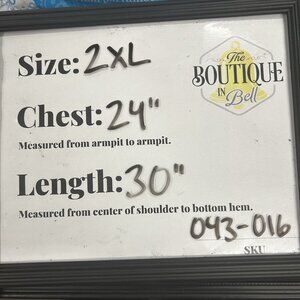 Size: 2XL
The
BOUTIQUE
IN
Bell
Chest: 24"
Measured from armpit to armpit.
Length: 30"
Measured from center of shoulder to bottom hem.
043-016
SKU